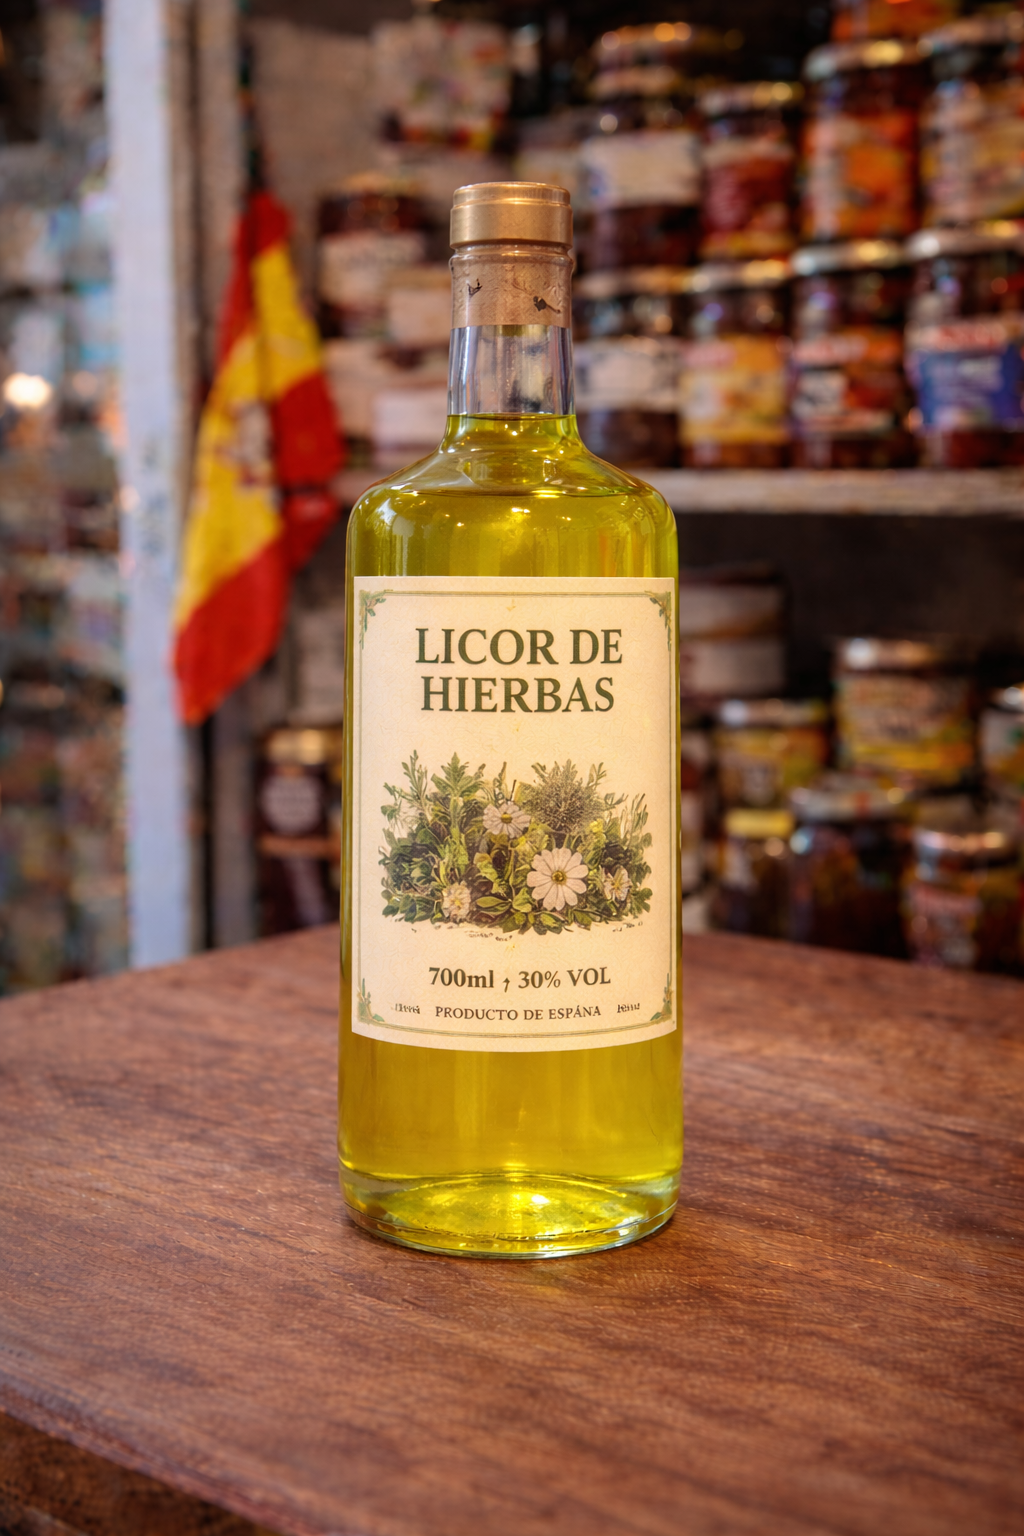 LICOR DE
HIERBAS
700ml , 30% VOL
PRODUCTO DE ESPÁNA